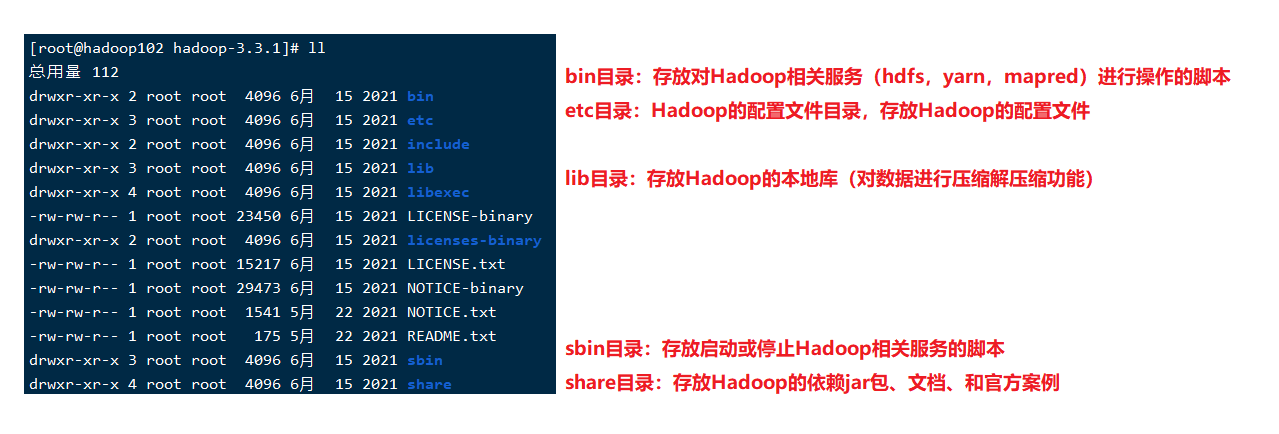 [root@hadoop102 hadoop-3.3.1]# ll
总用量 112
drwxr-xr-x 2 root root  4096 6月  15 2021 bin
drwxr-xr-x 3 root root  4096 6月  15 2021 etc
drwxr-xr-x 2 root root  4096 6月  15 2021 include
drwxr-xr-x 3 root root  4096 6月  15 2021 lib
drwxr-xr-x 4 root root  4096 6月  15 2021 libexec
-rw-rw-r-- 1 root root 23450 6月  15 2021 LICENSE-binary
drwxr-xr-x 2 root root  4096 6月  15 2021 licenses-binary
-rw-rw-r-- 1 root root 15217 6月  15 2021 LICENSE.txt
-rw-rw-r-- 1 root root 29473 6月  15 2021 NOTICE-binary
-rw-rw-r-- 1 root root  1541 5月  22 2021 NOTICE.txt
-rw-rw-r-- 1 root root   175 5月  22 2021 README.txt
drwxr-xr-x 3 root root  4096 6月  15 2021 sbin
drwxr-xr-x 4 root root  4096 6月  15 2021 share
bin目录：存放对Hadoop相关服务（hdfs，yarn，mapred）进行操作的脚本
etc目录：Hadoop的配置文件目录，存放Hadoop的配置文件
lib目录：存放Hadoop的本地库（对数据进行压缩解压缩功能）
sbin目录：存放启动或停止Hadoop相关服务的脚本
share目录：存放Hadoop的依赖jar包、文档、和官方案例